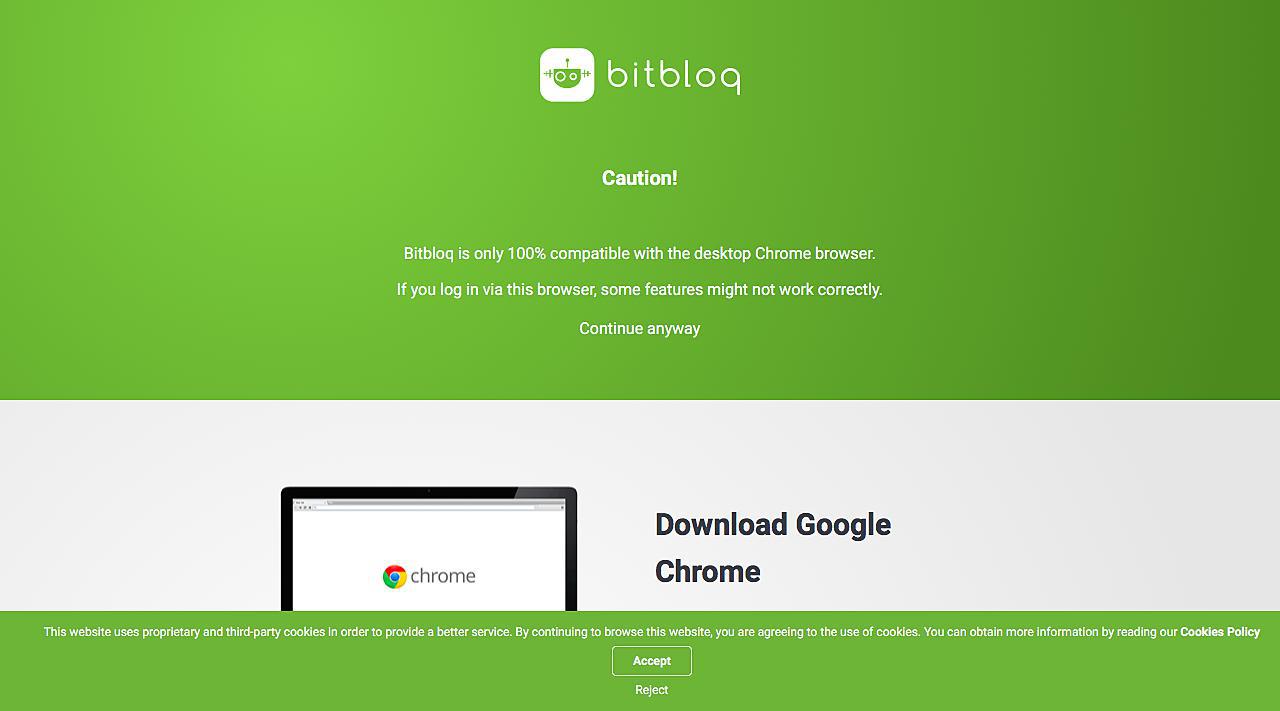 bitbloq
Caution!
Bitbloq is only 100% compatible with the desktop Chrome browser.
If you log in via this browser, some features might not work correctly.
Continue anyway
chrome
Download Google
Chrome
This website uses proprietary and third-party cookies in order to provide a better service. By continuing to browse this website, you are agreeing to the use of cookies. You can obtain more information by reading our Cookies Policy
Accept
Reject